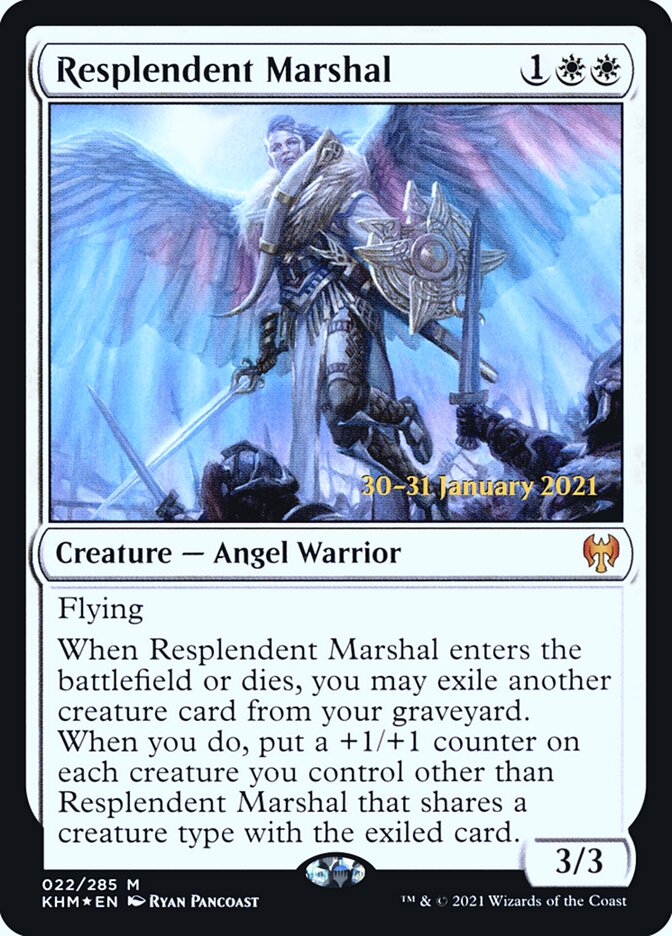 Resplendent Marshal 1
30–31 January 2021
Creature — Angel Warrior
Flying
When Resplendent Marshal enters the
battlefield or dies, you may exile another
creature card from your graveyard.
When you do, put a +1/+1 counter on
each creature you control other than
Resplendent Marshal that shares a
creature type with the exiled card.
3/3
022/285 M
KHM★EN Ryan Pancoast
™ & © 2021 Wizards of the Coast